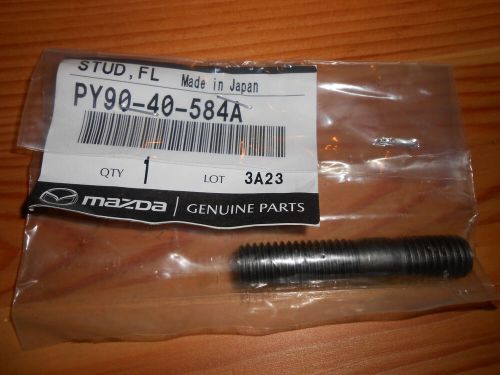 STUD, FL Made in Japan
PY90-40-584A
QTY 1 LOT 3A23
mazda GENUINE PARTS